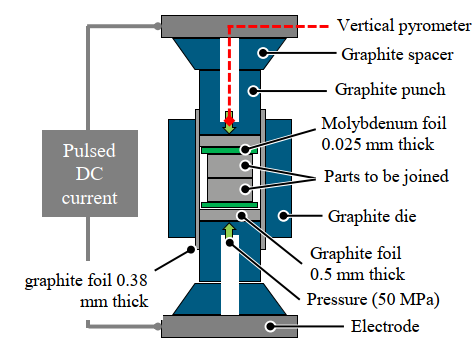 Vertical pyrometer
Graphite spacer
Graphite punch
Molybdenum foil
0.025 mm thick
Pulsed
DC
current
Parts to be joined
Graphite die
Graphite foil
0.5 mm thick
graphite foil 0.38
mm thick
Pressure (50 MPa)
Electrode